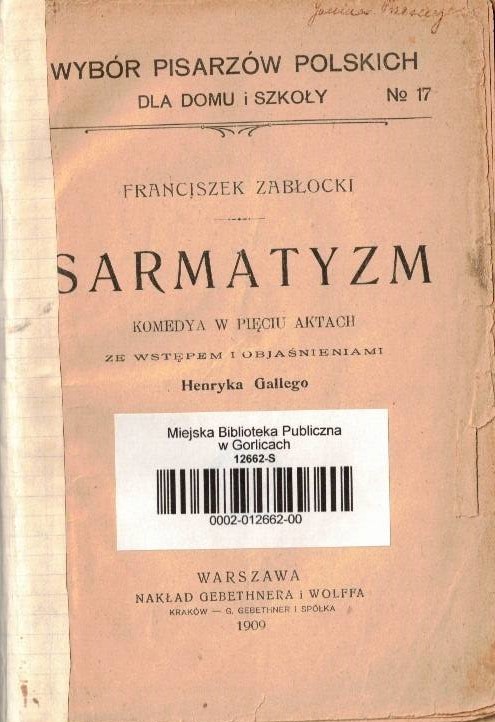 WYBÓR PISARZÓW POLSKICH
DLA DOMU i SZKOŁY № 17
FRANCISZEK ZABŁOCKI
SARMATYZM
KOMEDYA W PIĘCIU AKTACH
ZE WSTĘPEM I OBJAŚNIENIAMI
Henryka Gallego
Miejska Biblioteka Publiczna
w Gorlicach
12662-S
0002-012662-00
WARSZAWA
NAKŁAD GEBETHNERA i WOLFFA
KRAKÓW — G. GEBETHNER I SPÓŁKA
1909